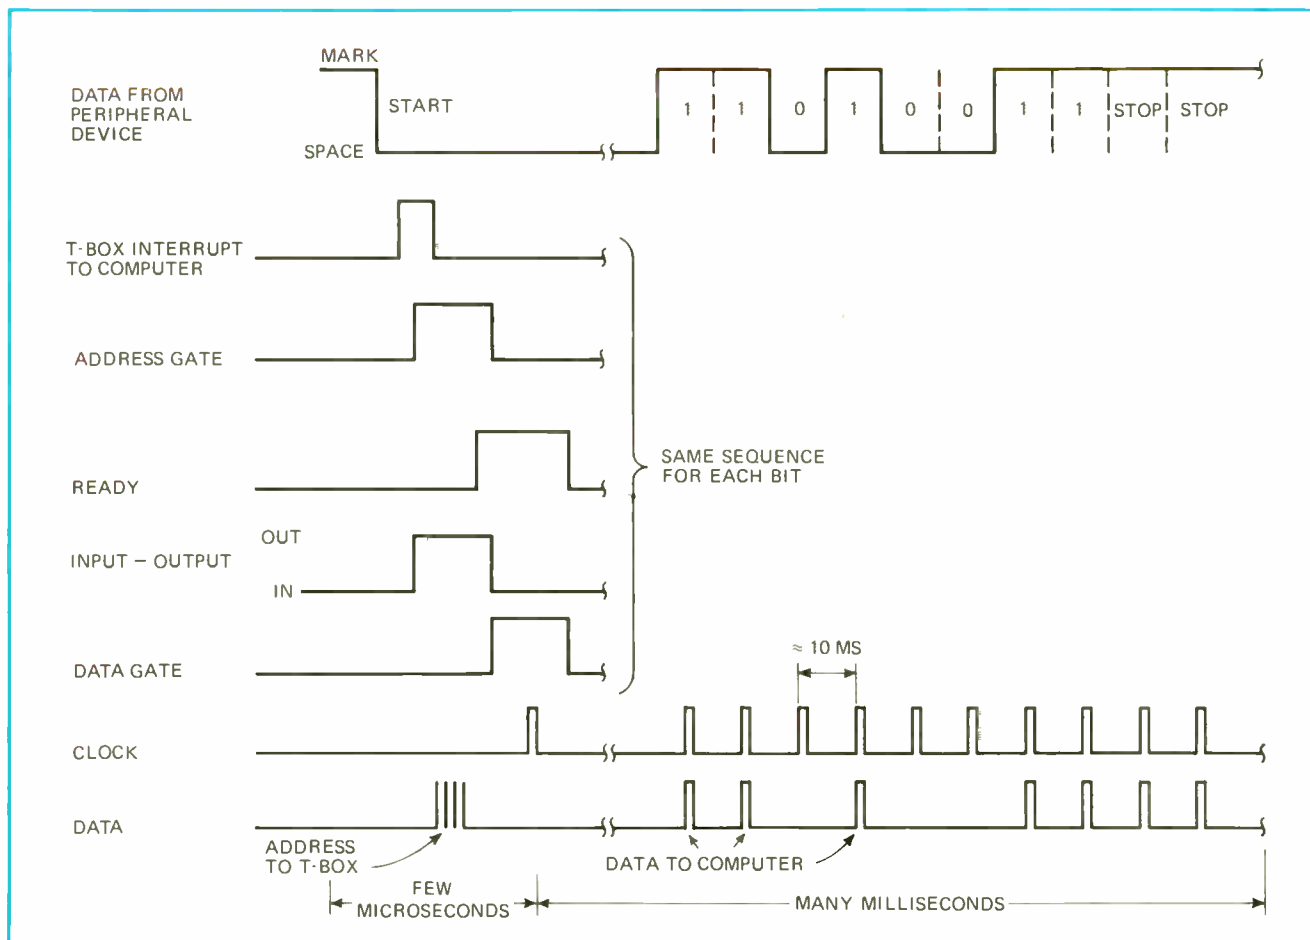 MARK
DATA FROM
PERIPHERAL
DEVICE
START
SPACE
1 1 0 1 0 0 1 1 STOP STOP
T-BOX INTERRUPT
TO COMPUTER
ADDRESS GATE
READY
SAME SEQUENCE
FOR EACH BIT
INPUT – OUTPUT
OUT
IN
DATA GATE
≈ 10 MS
CLOCK
DATA
ADDRESS
TO T-BOX
DATA TO COMPUTER
FEW
MICROSECONDS
MANY MILLISECONDS